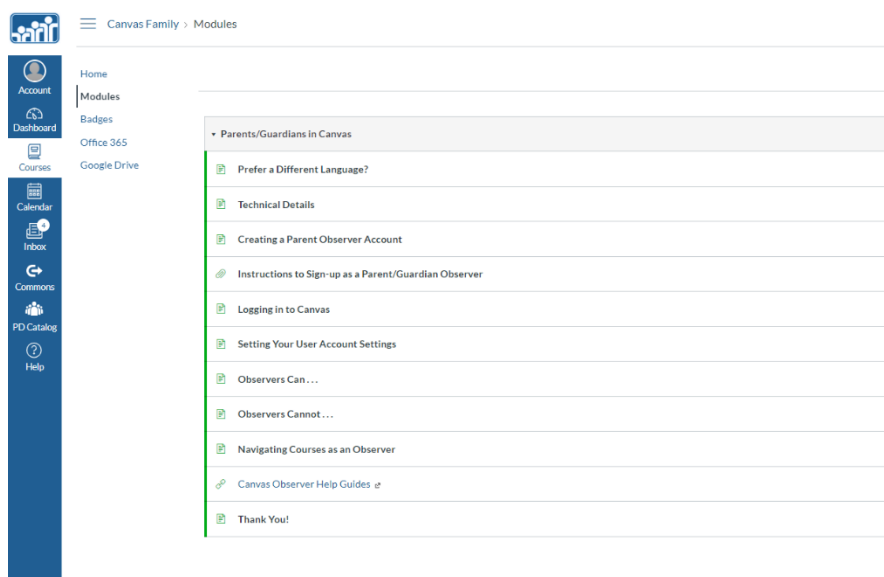 Canvas Family > Modules
Account
Dashboard
Courses
Calendar
4
Inbox
Commons
PD Catalog
Help
Home
Modules
Badges
Office 365
Google Drive
Parents/Guardians in Canvas
Prefer a Different Language?
Technical Details
Creating a Parent Observer Account
Instructions to Sign-up as a Parent/Guardian Observer
Logging in to Canvas
Setting Your User Account Settings
Observers Can . . .
Observers Cannot . . .
Navigating Courses as an Observer
Canvas Observer Help Guides
Thank You!